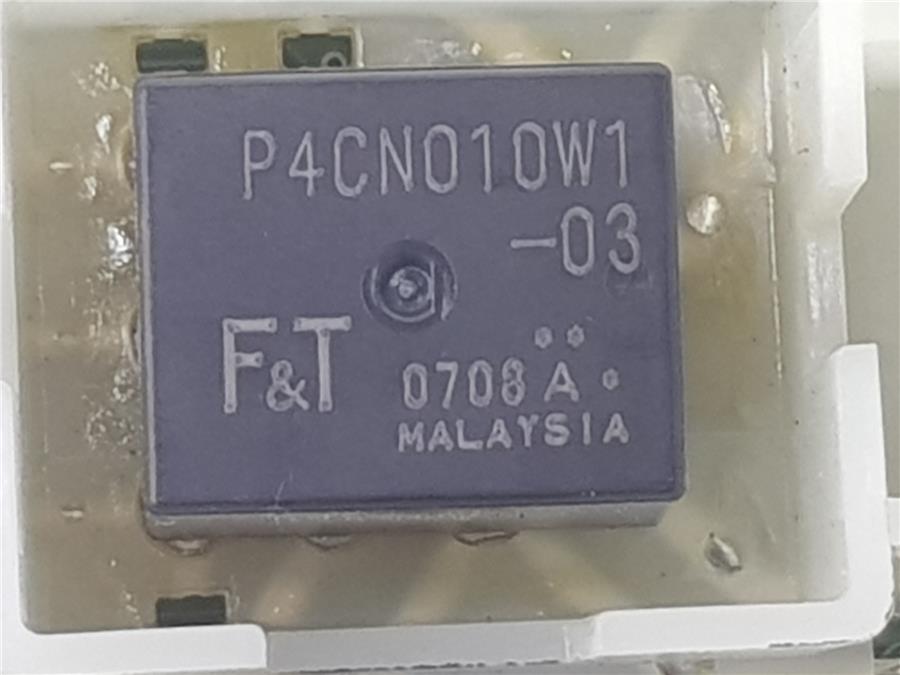 P4CN010W1
-03
F&T
0708 A
MALAYSIA